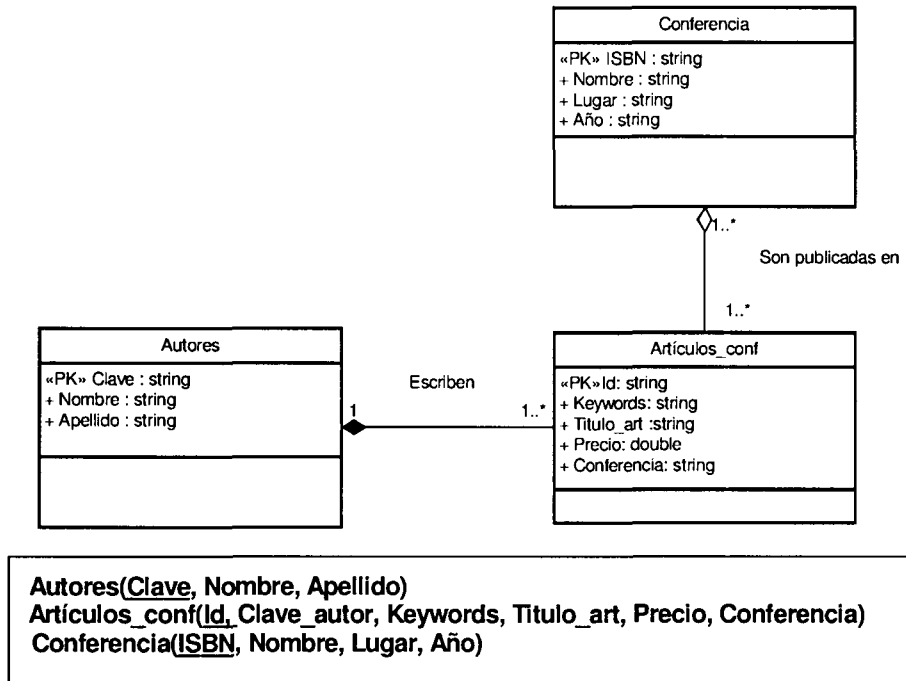 Conferencia
«PK» ISBN : string
+ Nombre : string
+ Lugar : string
+ Año : string
1..*
Son publicadas en
1..*
Autores
«PK» Clave : string
+ Nombre : string
+ Apellido : string
Escriben
1
1..*
Artículos_conf
«PK»Id: string
+ Keywords: string
+ Titulo_art :string
+ Precio: double
+ Conferencia: string
Autores(Clave, Nombre, Apellido)
Artículos_conf(Id, Clave_autor, Keywords, Titulo_art, Precio, Conferencia)
Conferencia(ISBN, Nombre, Lugar, Año)